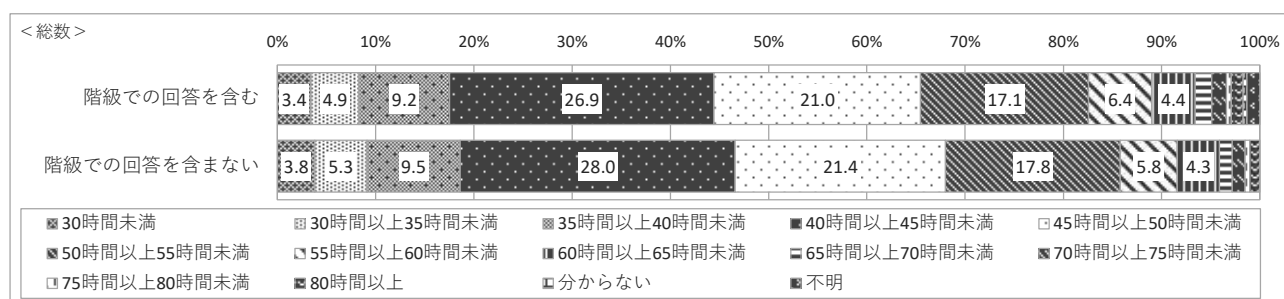 ＜総数＞
0% 10% 20% 30% 40% 50% 60% 70% 80% 90% 100%
階級での回答を含む 3.4 4.9 9.2 26.9 21.0 17.1 6.4 4.4
階級での回答を含まない 3.8 5.3 9.5 28.0 21.4 17.8 5.8 4.3
30時間未満 30時間以上35時間未満 35時間以上40時間未満 40時間以上45時間未満 45時間以上50時間未満
50時間以上55時間未満 55時間以上60時間未満 60時間以上65時間未満 65時間以上70時間未満 70時間以上75時間未満
75時間以上80時間未満 80時間以上 分からない 不明